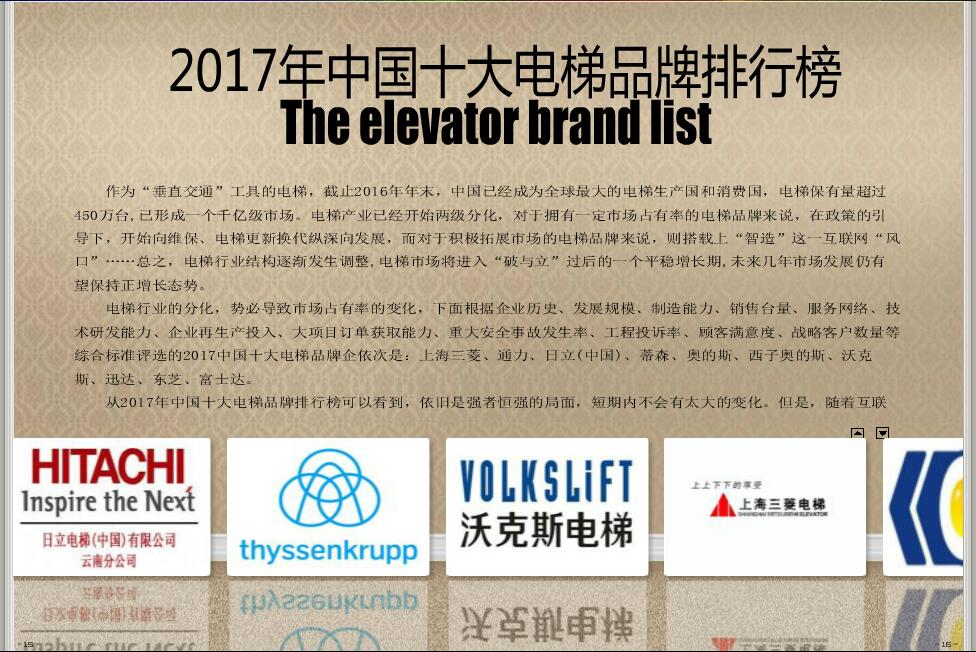 2017年中国十大电梯品牌排行榜
The elevator brand list
作为“垂直交通”工具的电梯，截止2016年年末，中国已经成为全球最大的电梯生产国和消费国，电梯保有量超过
450万台,已形成一个千亿级市场。电梯产业已经开始两级分化，对于拥有一定市场占有率的电梯品牌来说，在政策的引
导下，开始向维保、电梯更新换代纵深向发展，而对于积极拓展市场的电梯品牌来说，则搭载上“智造”这一互联网“风
口”……总之，电梯行业结构逐渐发生调整,电梯市场将进入“破与立”过后的一个平稳增长期,未来几年市场发展仍有
望保持正增长态势。
电梯行业的分化，势必导致市场占有率的变化，下面根据企业历史、发展规模、制造能力、销售台量、服务网络、技
术研发能力、企业再生产投入、大项目订单获取能力、重大安全事故发生率、工程投诉率、顾客满意度、战略客户数量等
综合标准评选的2017中国十大电梯品牌企依次是：上海三菱、通力、日立(中国)、蒂森、奥的斯、西子奥的斯、沃克
斯、迅达、东芝、富士达。
从2017年中国十大电梯品牌排行榜可以看到，依旧是强者恒强的局面，短期内不会有太大的变化。但是，随着互联
HITACHI
Inspire the Next
日立电梯(中国)有限公司
云南分公司
thyssenkrupp
VOLKSLiFT
沃克斯电梯
上上下下的享受
上海三菱电梯
SHANGHAI MITSUBISHI ELEVATOR
-15-
-16-